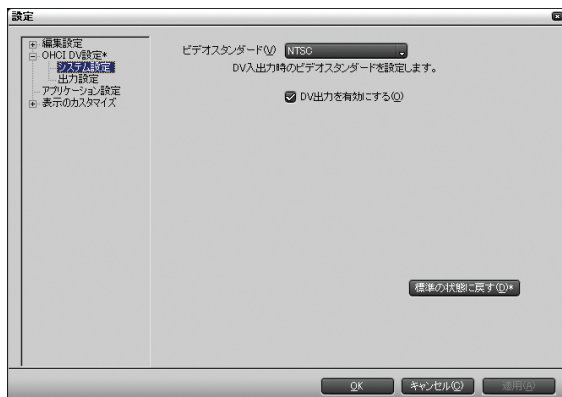 設定
編集設定
OHCI DV設定*
システム設定
出力設定
アプリケーション設定
表示のカスタマイズ
ビデオスタンダード(V) NTSC
DV入出力時のビデオスタンダードを設定します。
DV出力を有効にする(O)
標準の状態に戻す(D)*
OK キャンセル(C) 適用(A)